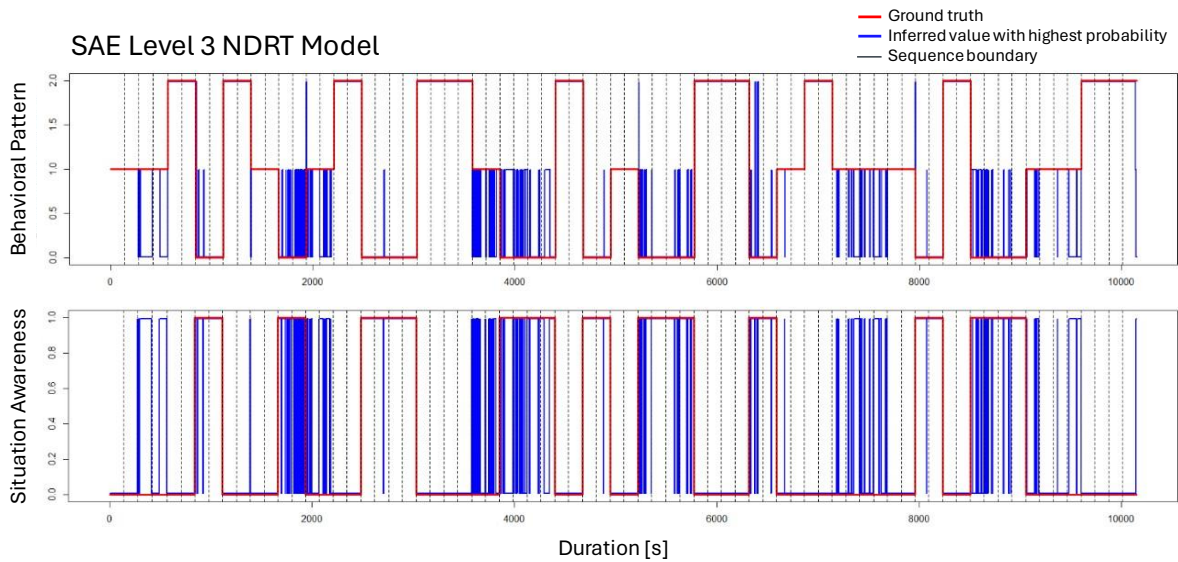 Ground truth
SAE Level 3 NDRT Model
Inferred value with highest probability
Sequence boundary
Behavioral Pattern
2.0
1.5
1.0
0.5
0.0
0 2000 4000 6000 8000 10000
Situation Awareness
1.0
0.8
0.6
0.4
0.2
0.0
0 2000 4000 6000 8000 10000
Duration [s]